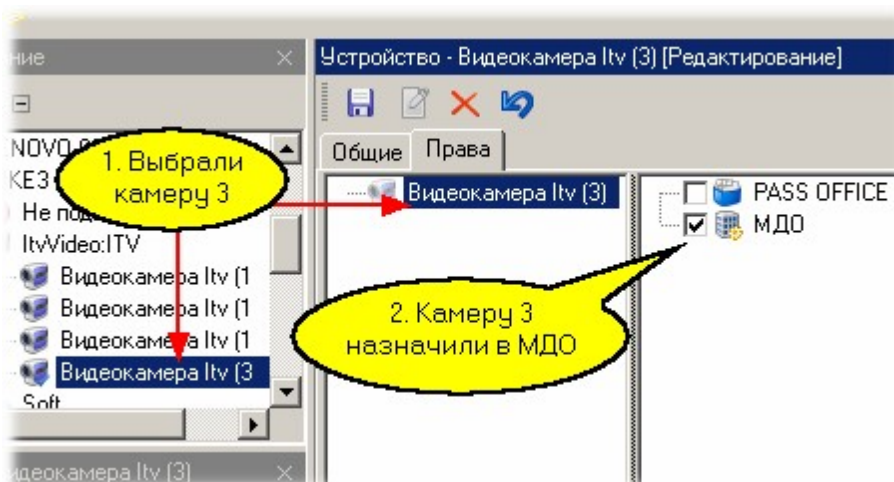 ние
Устройство - Видеокамера Itv (3) [Редактирование]
Общие
Права
1. Выбрали
камеру 3
ItvVideo:ITV
Видеокамера Itv (1
Видеокамера Itv (1
Видеокамера Itv (1
Видеокамера Itv (3
Soft
Видеокамера Itv (3)
PASS OFFICE
МДО
2. Камеру 3
назначили в МДО
идеокамера Itv (3)